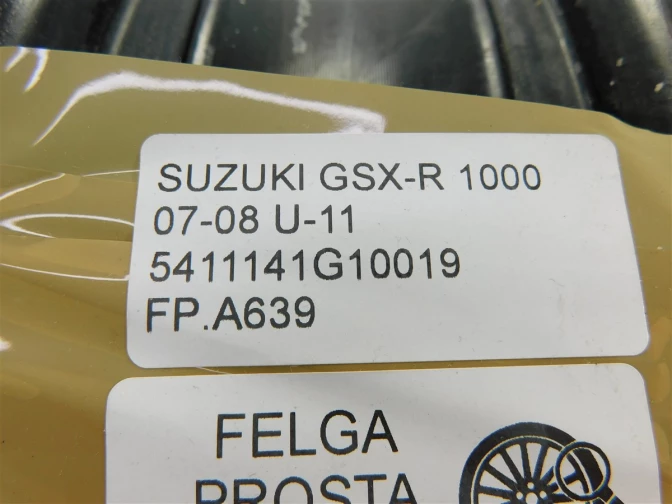 SUZUKI GSX-R 1000
07-08 U-11
5411141G10019
FP.A639
FELGA
PROSTA